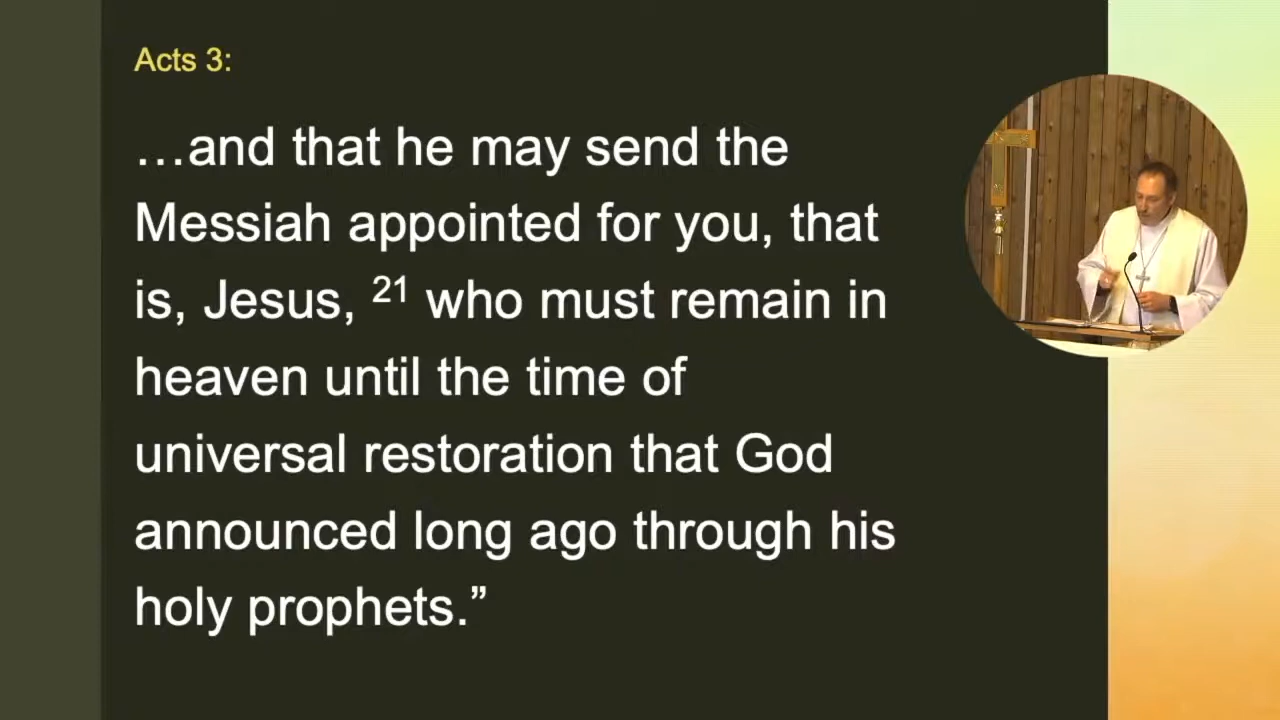 Acts 3:
…and that he may send the
Messiah appointed for you, that
is, Jesus, 21 who must remain in
heaven until the time of
universal restoration that God
announced long ago through his
holy prophets.”